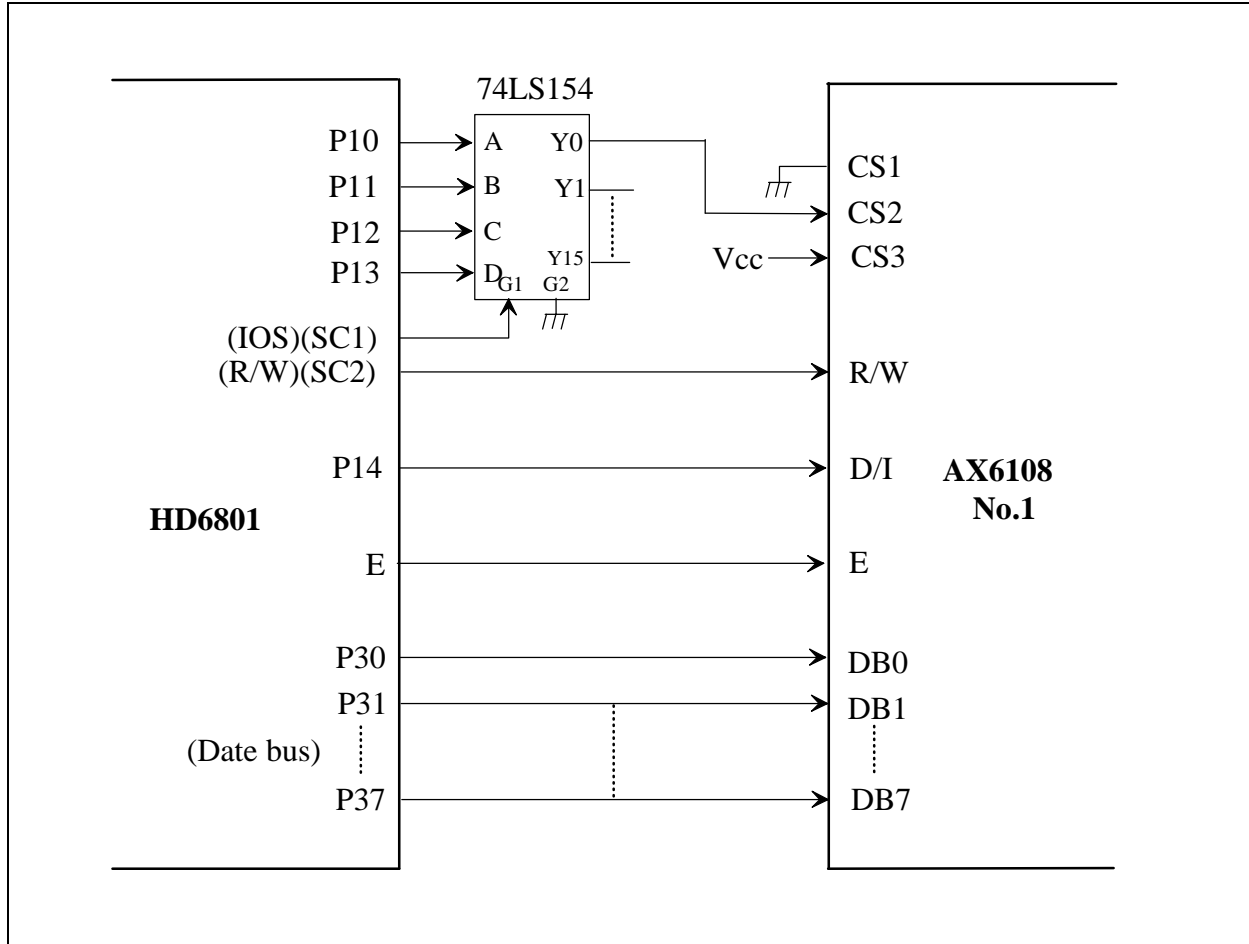 74LS154
P10
P11
P12
P13
A
B
C
D
Y0
Y1
Y15
G1
G2
CS1
CS2
Vcc
CS3
(IOS)(SC1)
(R/W)(SC2)
R/W
P14
D/I
AX6108
No.1
HD6801
E
E
P30
DB0
P31
DB1
(Date bus)
P37
DB7